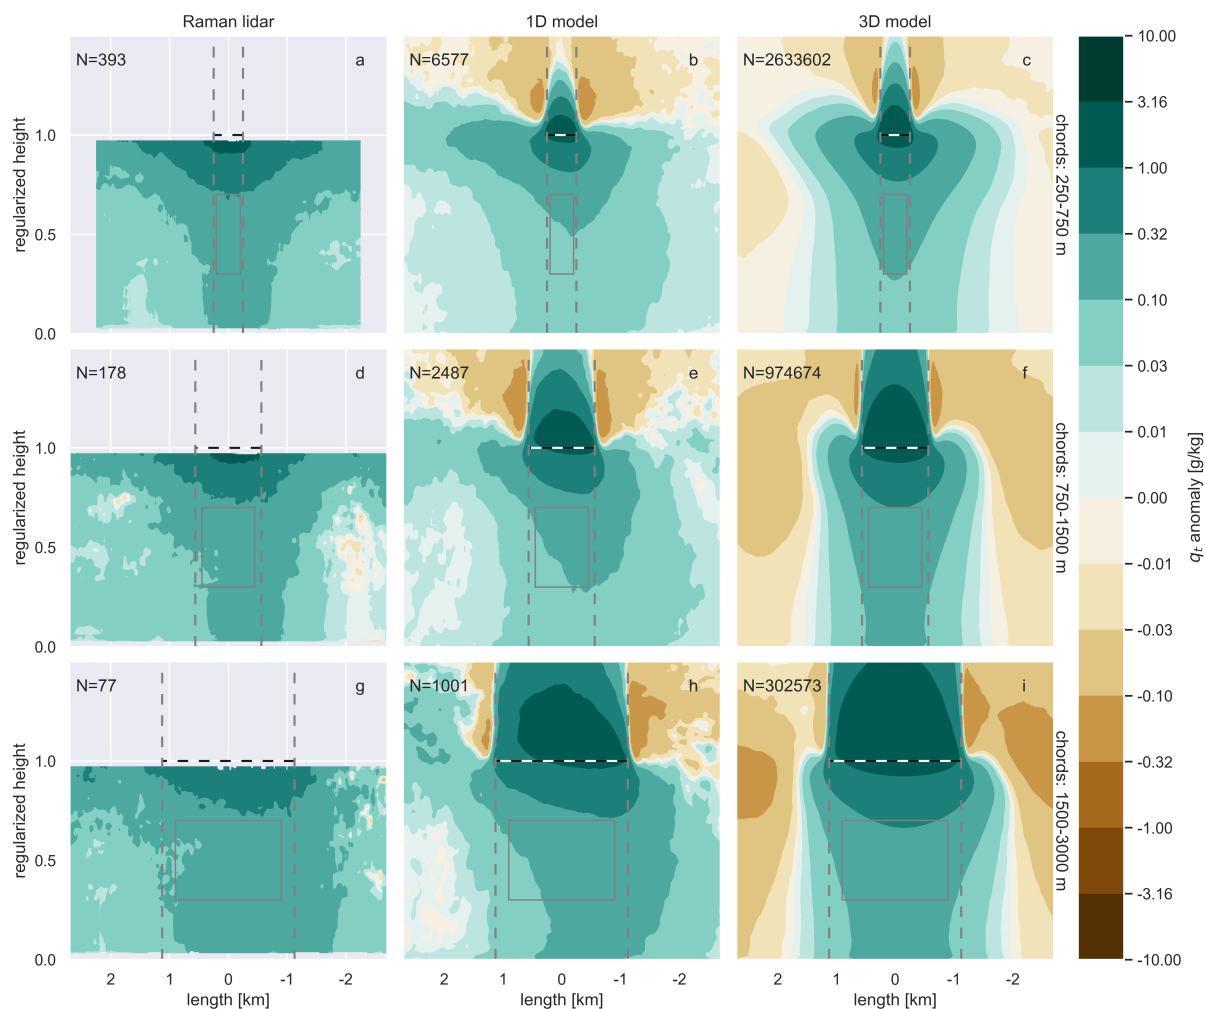 Raman lidar 1D model 3D model
N=393 a N=6577 b N=2633602 c
1.0
0.5
0.0
regularized height
chords:: 250-750 m
N=178 d N=2487 e N=974674 f
1.0
0.5
0.0
regularized height
chords:: 750-1500 m
N=77 g N=1001 h N=302573 i
1.0
0.5
0.0
regularized height
chords:: 1500-3000 m
2 1 0 -1 -2 2 1 0 -1 -2 2 1 0 -1 -2
length [km] length [km] length [km]
10.00
3.16
1.00
0.32
0.10
0.03
0.01
0.00
-0.01
-0.03
-0.10
-0.32
-1.00
-3.16
-10.00
qt anomaly [g/kg]